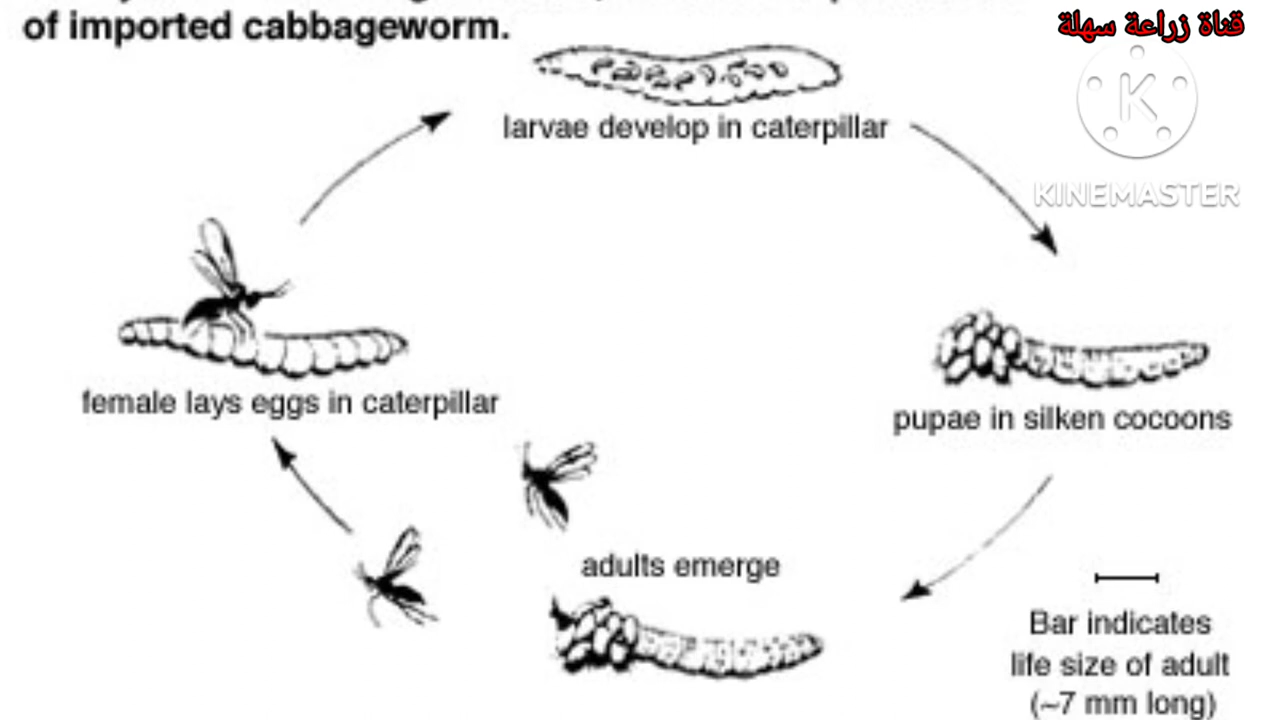 of imported cabbageworm.
قناة زراعة سهلة
K
KINEMASTER
larvae develop in caterpillar
female lays eggs in caterpillar
pupae in silken cocoons
adults emerge
Bar indicates
life size of adult
(~7 mm long)